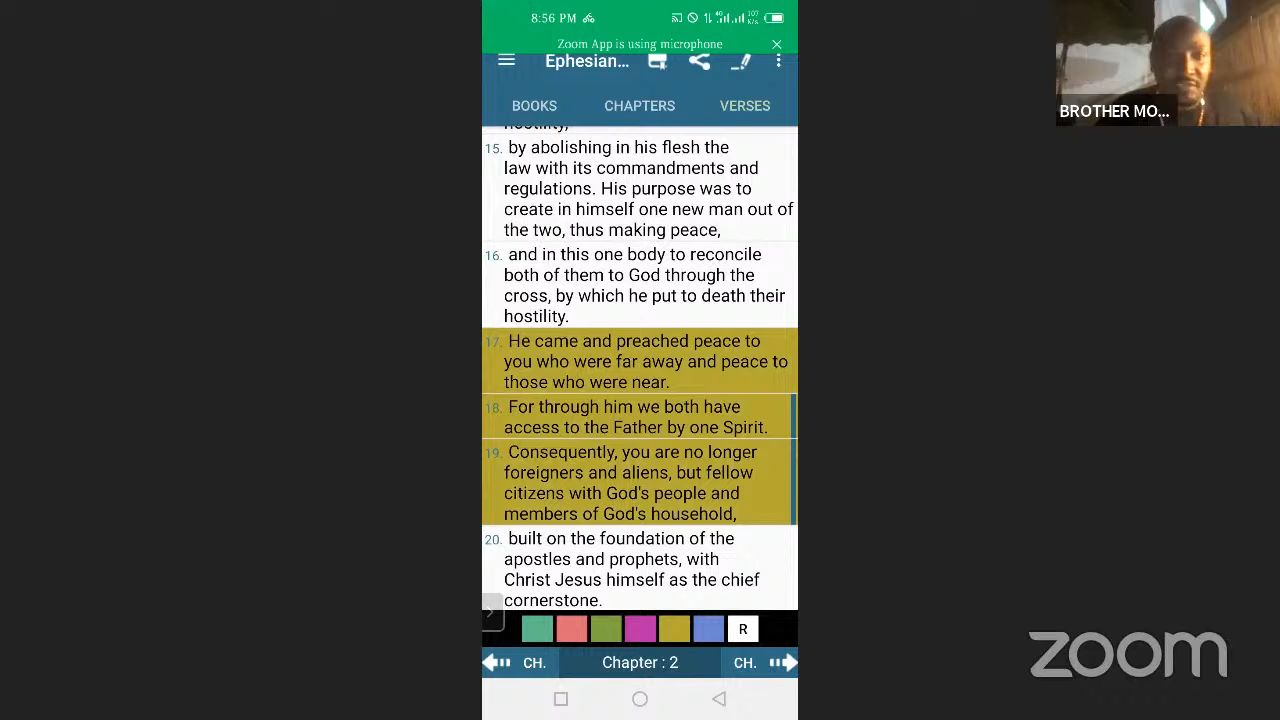 8:56 PM
4G
107
K/s
Zoom App is using microphone
Ephesian...
BOOKS CHAPTERS VERSES
hostility,
15. by abolishing in his flesh the
law with its commandments and
regulations. His purpose was to
create in himself one new man out of
the two, thus making peace,
16. and in this one body to reconcile
both of them to God through the
cross, by which he put to death their
hostility.
17. He came and preached peace to
you who were far away and peace to
those who were near.
18. For through him we both have
access to the Father by one Spirit.
19. Consequently, you are no longer
foreigners and aliens, but fellow
citizens with God's people and
members of God's household,
20. built on the foundation of the
apostles and prophets, with
Christ Jesus himself as the chief
cornerstone.
R
CH. Chapter : 2 CH.
BROTHER MO...
zoom